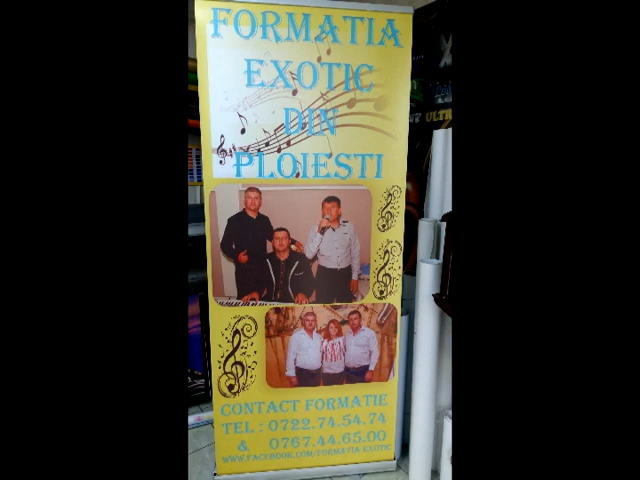 FORMATIA
EXOTIC
DIN
PLOIESTI
CONTACT FORMATIE
TEL : 0722.74.54.74
& 0767.44.65.00
WWW.FACEBOOK.COM/FORMATIA-EXOTIC
ULTR